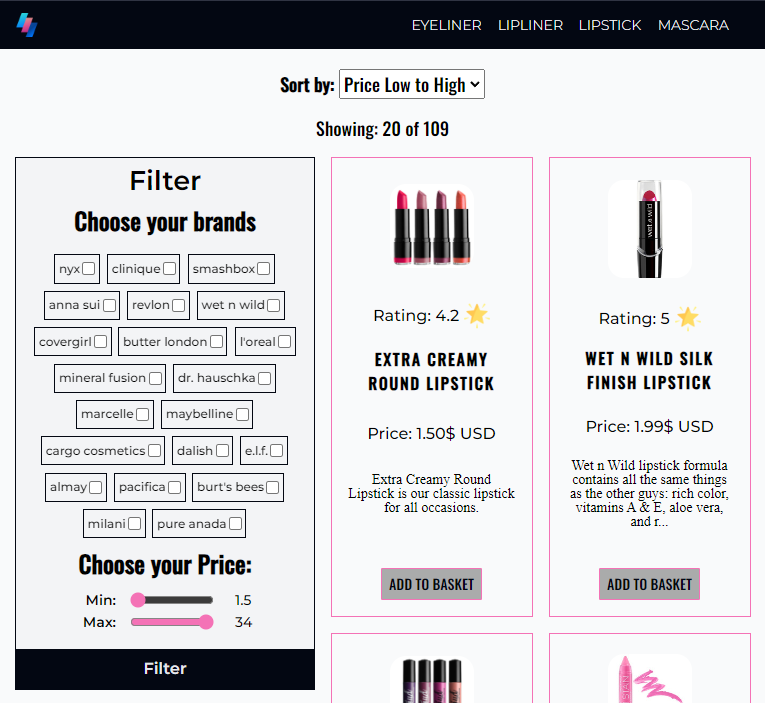 EYELINER LIPLINER LIPSTICK MASCARA
Sort by: Price Low to High
Showing: 20 of 109
Filter
Choose your brands
nyx clinique smashbox
anna sui revlon wet n wild
covergirl butter london l'oreal
mineral fusion dr. hauschka
marcelle maybelline
cargo cosmetics dalish e.l.f.
almay pacifica burt's bees
milani pure anada
Choose your Price:
Min: 1.5
Max: 34
Filter
Rating: 4.2
EXTRA CREAMY
ROUND LIPSTICK
Price: 1.50$ USD
Extra Creamy Round
Lipstick is our classic lipstick
for all occasions.
ADD TO BASKET
wet n wild
Rating: 5
WET N WILD SILK
FINISH LIPSTICK
Price: 1.99$ USD
Wet n Wild lipstick formula
contains all the same things
as the other guys: rich color,
vitamins A & E, aloe vera,
and r...
ADD TO BASKET